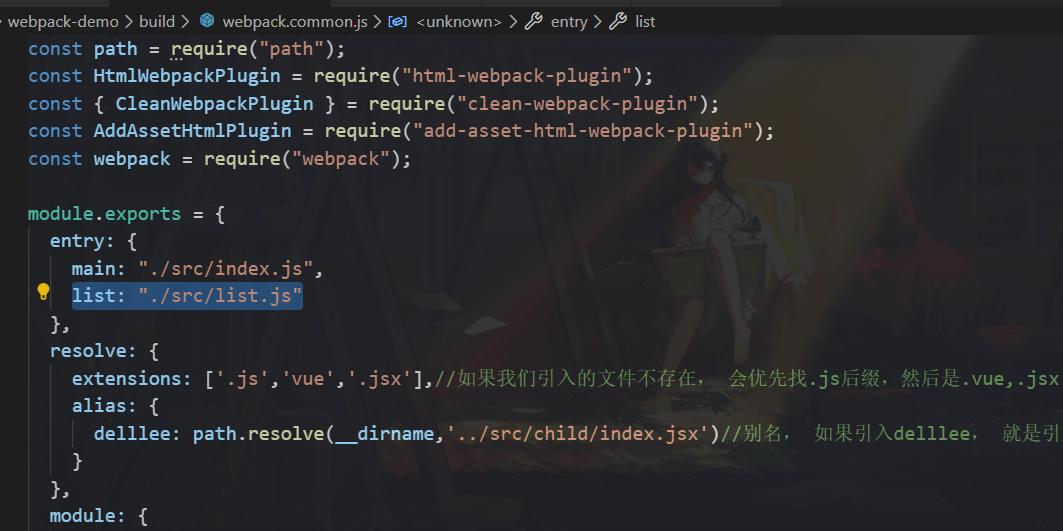 webpack-demo > build > webpack.common.js > <unknown> > entry > list
const path = require("path");
const HtmlWebpackPlugin = require("html-webpack-plugin");
const { CleanWebpackPlugin } = require("clean-webpack-plugin");
const AddAssetHtmlPlugin = require("add-asset-html-webpack-plugin");
const webpack = require("webpack");
module.exports = {
entry: {
main: "./src/index.js",
list: "./src/list.js"
},
resolve: {
extensions: ['.js','vue','.jsx'],//如果我们引入的文件不存在， 会优先找.js后缀，然后是.vue,.jsx
alias: {
delllee: path.resolve(__dirname,'../src/child/index.jsx')//别名， 如果引入delllee， 就是引
}
},
module: {